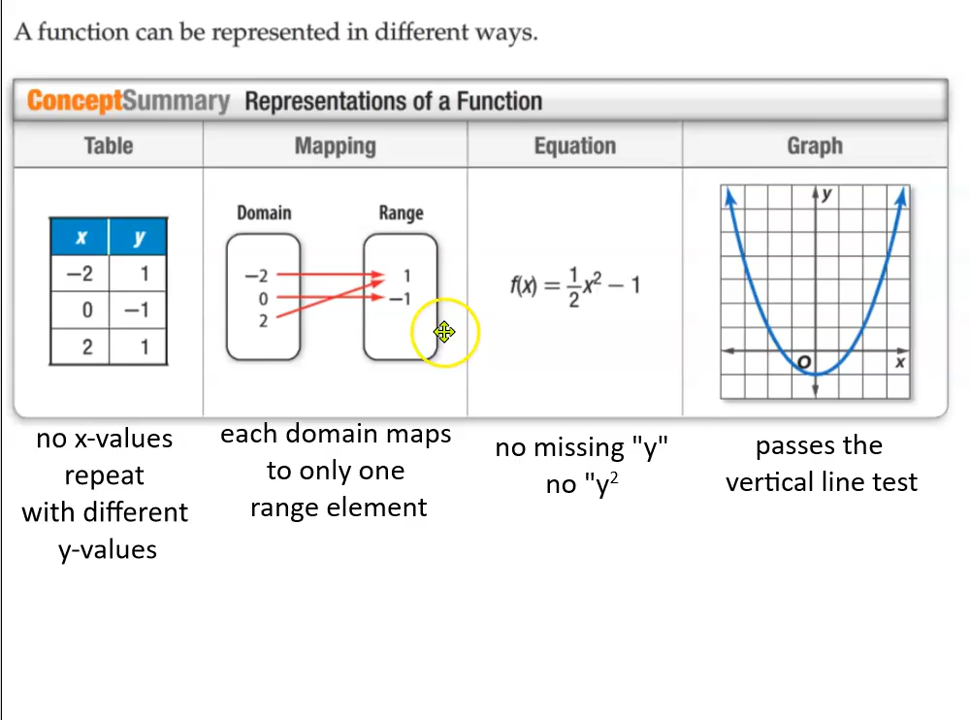 A function can be represented in different ways.
ConceptSummary Representations of a Function
Table
Mapping
Equation
Graph
x y
−2 1
0 −1
2 1
Domain Range
−2 1
0 −1
2
f(x) = 1/2 x² − 1
y
O
x
no x-values
repeat
with different
y-values
each domain maps
to only one
range element
no missing "y"
no "y²
passes the
vertical line test